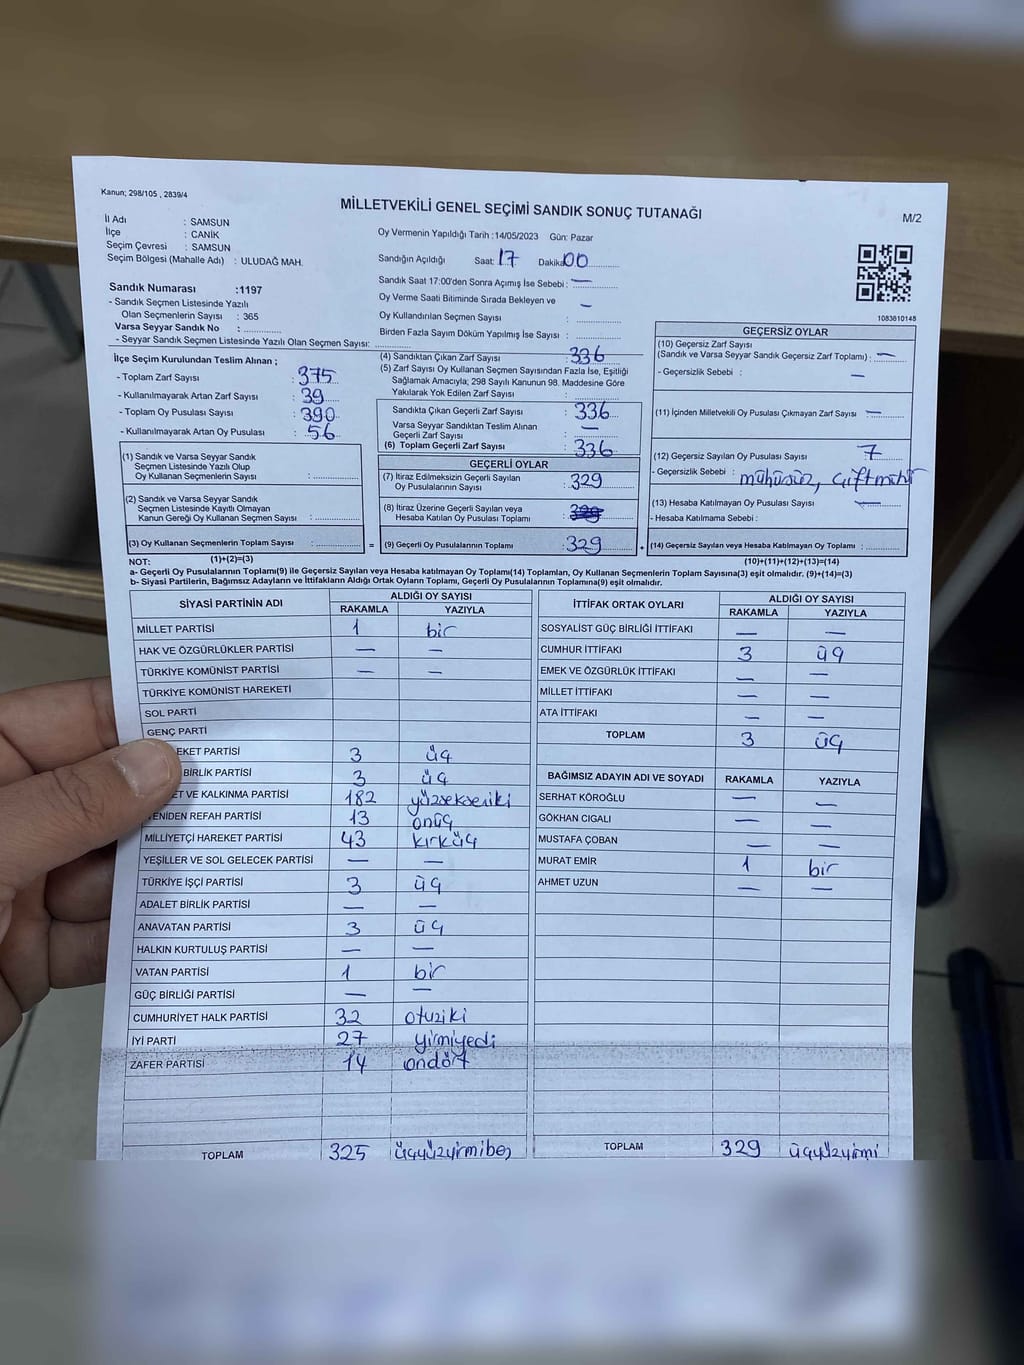 Kanun; 298/105 , 2839/4
MİLLETVEKİLİ GENEL SEÇİMİ SANDIK SONUÇ TUTANAĞI
M/2
İl Adı : SAMSUN
İlçe : CANİK
Seçim Çevresi : SAMSUN
Seçim Bölgesi (Mahalle Adı) : ULUDAĞ MAH.
Oy Vermenin Yapıldığı Tarih :14/05/2023 Gün: Pazar
Sandığın Açıldığı Saat: 17 Dakika: 00
Sandık Saat 17:00'den Sonra Açımış İse Sebebi : —
Oy Verme Saati Bitiminde Sırada Bekleyen ve —
Oy Kullandırılan Seçmen Sayısı :
Birden Fazla Sayım Döküm Yapılmış İse Sayısı :
1083610148
Sandık Numarası :1197
- Sandık Seçmen Listesinde Yazılı
Olan Seçmenlerin Sayısı : 365
Varsa Seyyar Sandık No :
- Seyyar Sandık Seçmen Listesinde Yazılı Olan Seçmen Sayısı:
İlçe Seçim Kurulundan Teslim Alınan ;
- Toplam Zarf Sayısı : 375
- Kullanılmayarak Artan Zarf Sayısı : 39
- Toplam Oy Pusulası Sayısı : 390
- Kullanılmayarak Artan Oy Pusulası : 56
(4) Sandıktan Çıkan Zarf Sayısı : 336
(5) Zarf Sayısı Oy Kullanan Seçmen Sayısından Fazla İse, Eşitliği
Sağlamak Amacıyla; 298 Sayılı Kanunun 98. Maddesine Göre
Yakılarak Yok Edilen Zarf Sayısı :
Sandıkta Çıkan Geçerli Zarf Sayısı : 336
Varsa Seyyar Sandıktan Teslim Alınan —
Geçerli Zarf Sayısı :
(6) Toplam Geçerli Zarf Sayısı : 336
GEÇERSİZ OYLAR
(10) Geçersiz Zarf Sayısı
(Sandık ve Varsa Seyyar Sandık Geçersiz Zarf Toplamı) : —
- Geçersizlik Sebebi : —
(11) İçinden Milletvekili Oy Pusulası Çıkmayan Zarf Sayısı : —
(12) Geçersiz Sayılan Oy Pusulası Sayısı : 7
- Geçersizlik Sebebi : mühürsüz,
(13) Hesaba Katılmayan Oy Pusulası Sayısı : —
- Hesaba Katılmama Sebebi :
(14) Geçersiz Sayılan veya Hesaba Katılmayan Oy Toplamı :
(10)+(11)+(12)+(13)=(14)
(1) Sandık ve Varsa Seyyar Sandık
Seçmen Listesinde Yazılı Olup
Oy Kullanan Seçmenlerin Sayısı :
(2) Sandık ve Varsa Seyyar Sandık
Seçmen Listesinde Kayıtlı Olmayan
Kanun Gereği Oy Kullanan Seçmen Sayısı :
(3) Oy Kullanan Seçmenlerin Toplam Sayısı : =
(1)+(2)=(3)
GEÇERLİ OYLAR
(7) İtiraz Edilmeksizin Geçerli Sayılan
Oy Pusulalarının Sayısı : 329
(8) İtiraz Üzerine Geçerli Sayılan veya
Hesaba Katılan Oy Pusulası Toplamı :
(9) Geçerli Oy Pusulalarının Toplamı : 329 +
NOT:
a- Geçerli Oy Pusulalarının Toplamı(9) ile Geçersiz Sayılan veya Hesaba katılmayan Oy Toplam(14) Toplamları, Oy Kullanan Seçmenlerin Toplam Sayısına(3) eşit olmalıdır. (9)+(14)=(3)
b- Siyasi Partilerin, Bağımsız Adayların ve İttifakların Aldığı Ortak Oyların Toplamı, Geçerli Oy Pusulalarının Toplamına(9) eşit olmalıdır.
SİYASİ PARTİNİN ADI ALDIĞI OY SAYISI
RAKAMLA YAZIYLA
MİLLET PARTİSİ 1 bir
HAK VE ÖZGÜRLÜKLER PARTİSİ — —
TÜRKİYE KOMÜNİST PARTİSİ — —
TÜRKİYE KOMÜNİST HAREKETİ
SOL PARTİ
GENÇ PARTİ
EKET PARTİSİ 3 üç
BİRLİK PARTİSİ 3 üç
ET VE KALKINMA PARTİSİ 182 yüzsekseniki
YENİDEN REFAH PARTİSİ 13 onüç
MİLLİYETÇİ HAREKET PARTİSİ 43 kırküç
YEŞİLLER VE SOL GELECEK PARTİSİ — —
TÜRKİYE İŞÇİ PARTİSİ 3 üç
ADALET BİRLİK PARTİSİ — —
ANAVATAN PARTİSİ 3 üç
HALKIN KURTULUŞ PARTİSİ — —
VATAN PARTİSİ 1 bir
GÜÇ BİRLİĞİ PARTİSİ — —
CUMHURİYET HALK PARTİSİ 32 otuziki
İYİ PARTİ 27 yirmiyedi
ZAFER PARTİSİ 14 ondört
TOPLAM 325 üçyüzyirmibeş
İTTİFAK ORTAK OYLARI ALDIĞI OY SAYISI
RAKAMLA YAZIYLA
SOSYALİST GÜÇ BİRLİĞİ İTTİFAKI — —
CUMHUR İTTİFAKI 3 üç
EMEK VE ÖZGÜRLÜK İTTİFAKI — —
MİLLET İTTİFAKI — —
ATA İTTİFAKI — —
TOPLAM 3 üç
BAĞIMSIZ ADAYIN ADI VE SOYADI RAKAMLA YAZIYLA
SERHAT KÖROĞLU — —
GÖKHAN CIGALI — —
MUSTAFA ÇOBAN — —
MURAT EMİR 1 bir
AHMET UZUN — —
TOPLAM 329 üçyüzyirmi